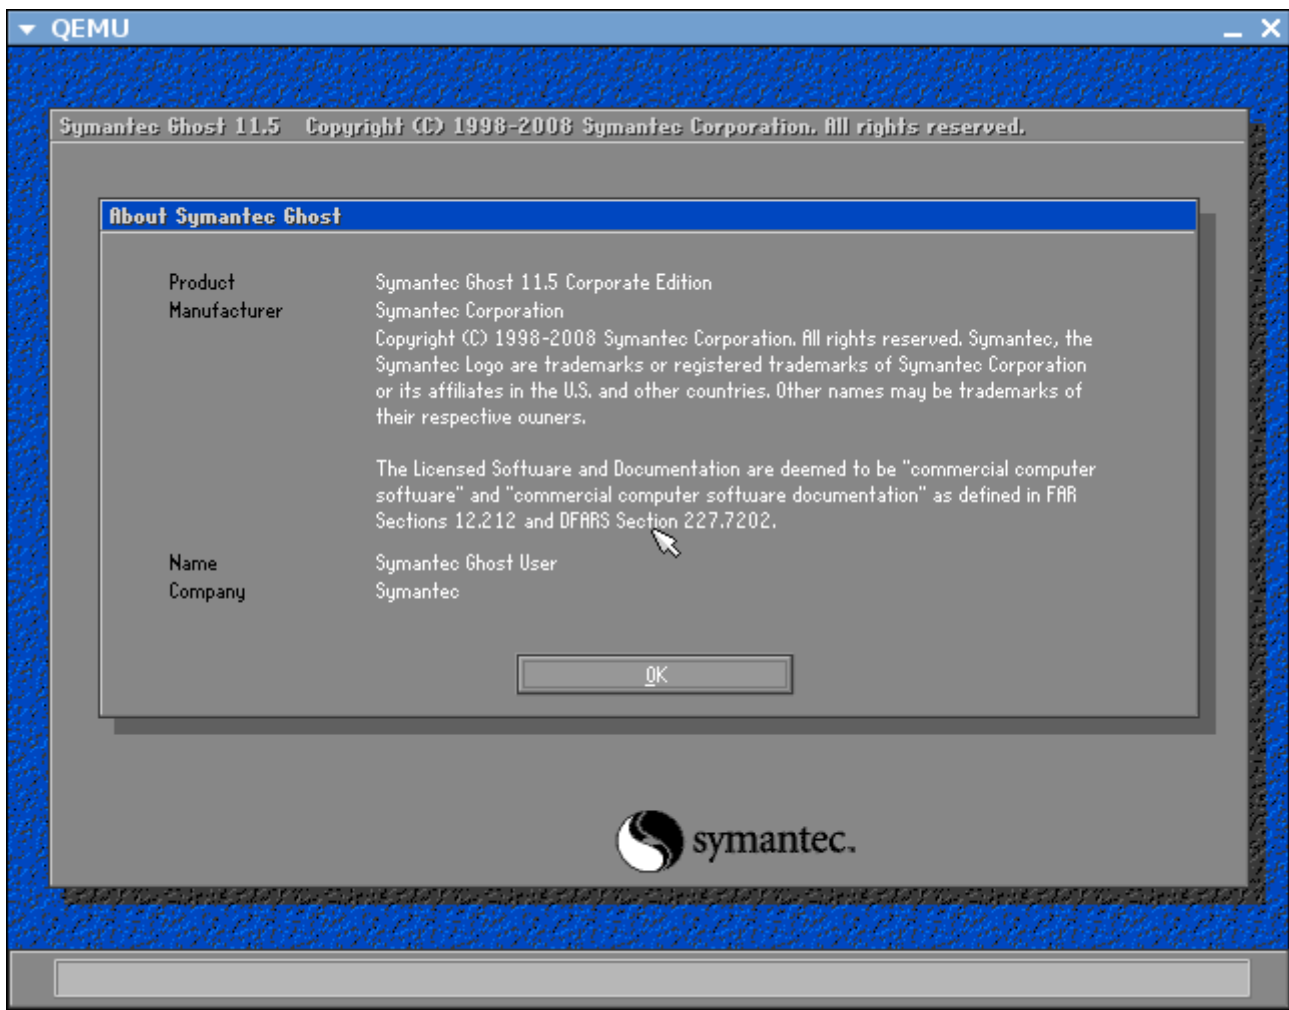 QEMU
Symantec Ghost 11.5   Copyright (C) 1998-2008 Symantec Corporation. All rights reserved.
About Symantec Ghost
Product Symantec Ghost 11.5 Corporate Edition
Manufacturer Symantec Corporation
Copyright (C) 1998-2008 Symantec Corporation. All rights reserved. Symantec, the
Symantec Logo are trademarks or registered trademarks of Symantec Corporation
or its affiliates in the U.S. and other countries. Other names may be trademarks of
their respective owners.
The Licensed Software and Documentation are deemed to be "commercial computer
software" and "commercial computer software documentation" as defined in FAR
Sections 12.212 and DFARS Section 227.7202.
Name Symantec Ghost User
Company Symantec
OK
symantec.